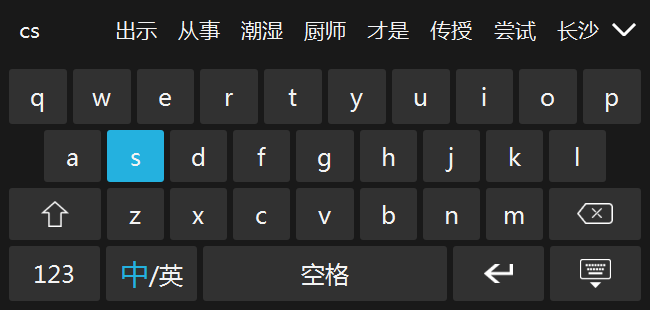 cs 出示 从事 潮湿 厨师 才是 传授 尝试 长沙
q w e r t y u i o p
a s d f g h j k l
z x c v b n m
123 中/英 空格